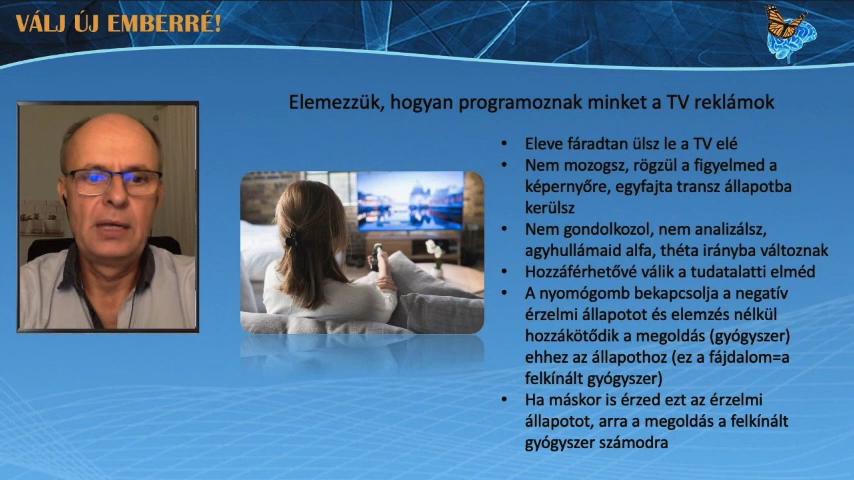 VÁLJ ÚJ EMBERRÉ!
Elemezzük, hogyan programoznak minket a TV reklámok
• Eleve fáradtan ülsz le a TV elé
• Nem mozogsz, rögzül a figyelmed a
képernyőre, egyfajta transz állapotba
kerülsz
• Nem gondolkozol, nem analizálsz,
agyhullámaid alfa, théta irányba változnak
• Hozzáférhetővé válik a tudatalatti elméd
• A nyomógomb bekapcsolja a negatív
érzelmi állapotot és elemzés nélkül
hozzákötődik a megoldás (gyógyszer)
ehhez az állapothoz (ez a fájdalom=a
felkínált gyógyszer)
• Ha máskor is érzed ezt az érzelmi
állapotot, arra a megoldás a felkínált
gyógyszer számodra